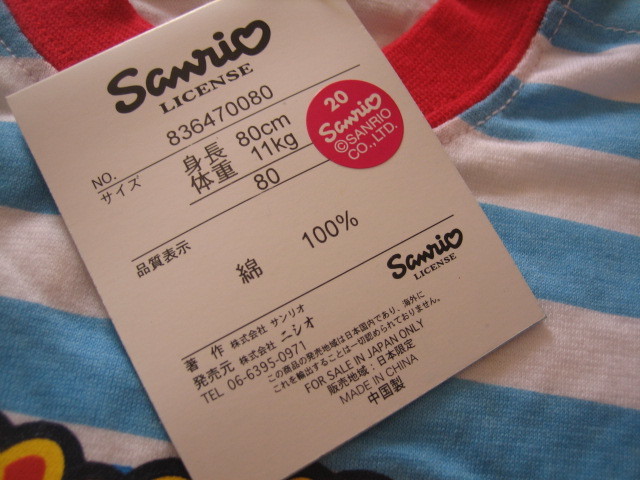 Sanrio
LICENSE
NO. 836470080
サイズ 身長 80cm
体重 11kg
80
20
Sanrio
©SANRIO
CO.,LTD.
品質表示
綿 100%
Sanrio
LICENSE
著 作 株式会社 サンリオ
発売元 株式会社 ニシオ
TEL 06-6395-0971
この商品の発売地域は日本国内であり、海外に
これを輸出することは一切認められておりません。
FOR SALE IN JAPAN ONLY
販売地域:日本限定
MADE IN CHINA
中国製